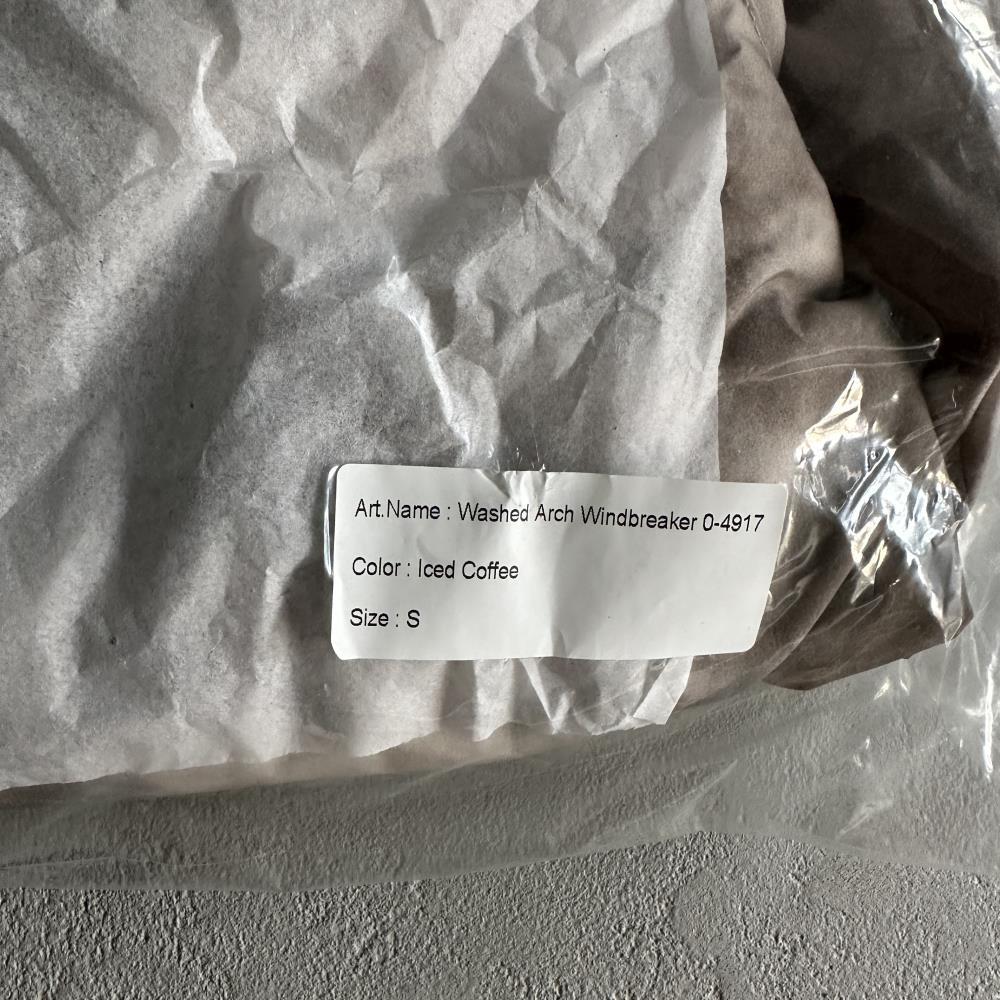 Art.Name : Washed Arch Windbreaker 0-4917
Color : Iced Coffee
Size : S